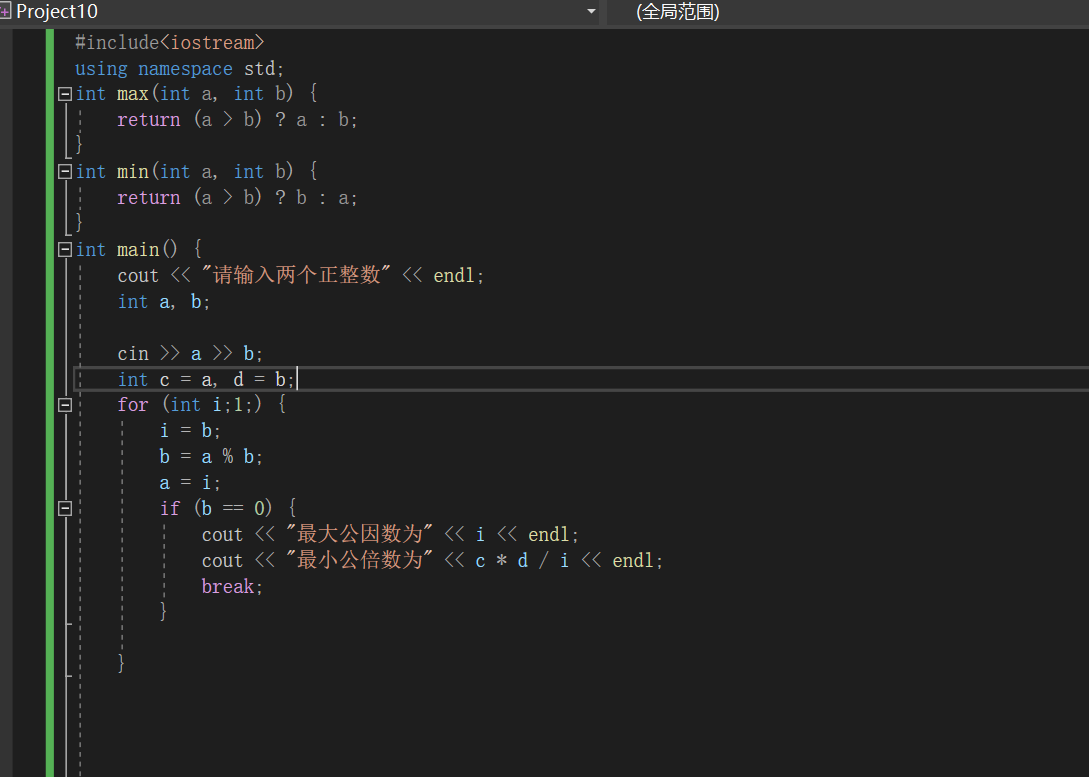 Project10
(全局范围)
#include<iostream>
using namespace std;
int max(int a, int b) {
return (a > b) ? a : b;
}
int min(int a, int b) {
return (a > b) ? b : a;
}
int main() {
cout << "请输入两个正整数" << endl;
int a, b;
cin >> a >> b;
int c = a, d = b;
for (int i;1;) {
i = b;
b = a % b;
a = i;
if (b == 0) {
cout << "最大公因数为" << i << endl;
cout << "最小公倍数为" << c * d / i << endl;
break;
}
}